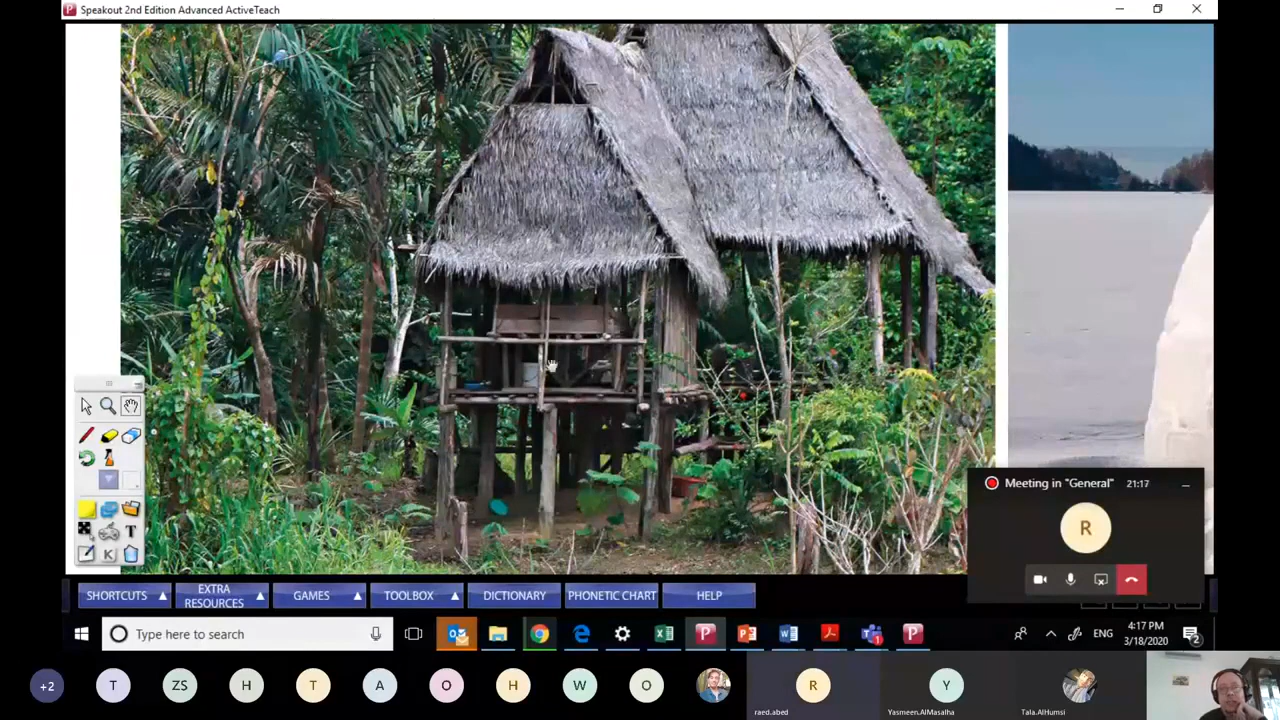 Speakout 2nd Edition Advanced ActiveTeach
Meeting in "General" 21:17
R
T
K
SHORTCUTS
EXTRA
RESOURCES
GAMES
TOOLBOX
DICTIONARY
PHONETIC CHART
HELP
Type here to search
ENG
4:17 PM
3/18/2020
2
+2
T
ZS
H
T
A
O
H
W
O
R
raed.abed
Y
Yasmeen.AlMasalha
Tala.AlHumsi